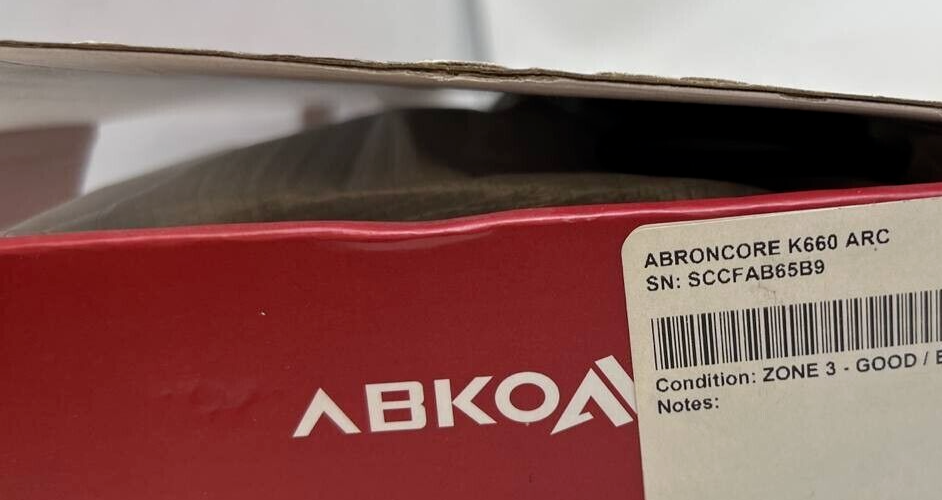 ABRONCORE K660 ARC
SN: SCCFAB65B9
Condition: ZONE 3 - GOOD /
Notes:
ABKO